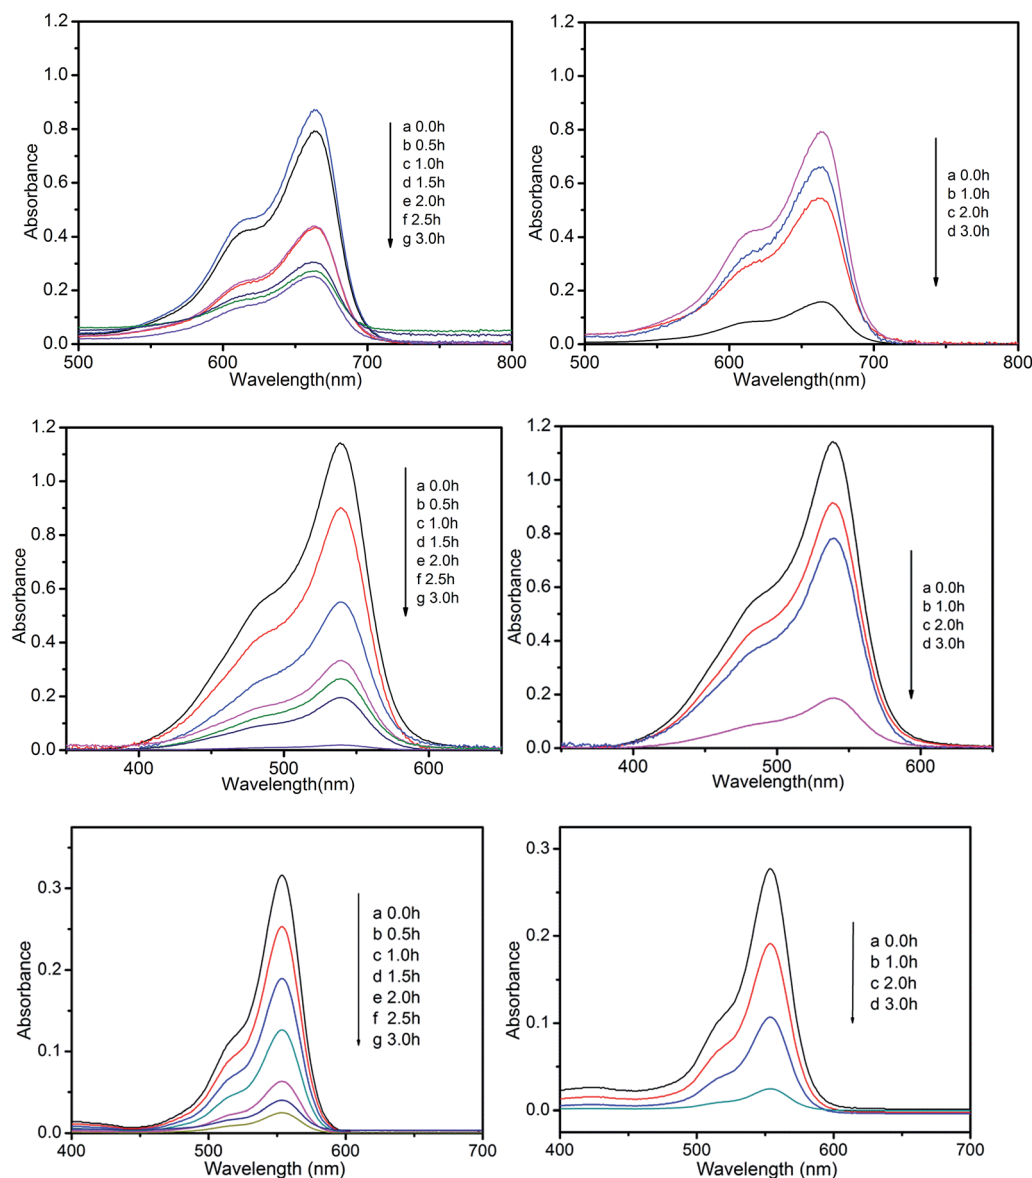 1.2
1.0
0.8
0.6
0.4
0.2
0.0
Absorbance
500 600 700 800
Wavelength(nm)
a 0.0h
b 0.5h
c 1.0h
d 1.5h
e 2.0h
f 2.5h
g 3.0h
1.2
1.0
0.8
0.6
0.4
0.2
0.0
Absorbance
500 600 700 800
Wavelength(nm)
a 0.0h
b 1.0h
c 2.0h
d 3.0h
1.2
1.0
0.8
0.6
0.4
0.2
0.0
Absorbance
400 500 600
Wavelength(nm)
a 0.0h
b 0.5h
c 1.0h
d 1.5h
e 2.0h
f 2.5h
g 3.0h
1.2
1.0
0.8
0.6
0.4
0.2
0.0
Absorbance
400 500 600
Wavelength(nm)
a 0.0h
b 1.0h
c 2.0h
d 3.0h
0.3
0.2
0.1
0.0
Absorbance
400 500 600 700
Wavelength (nm)
a 0.0h
b 0.5h
c 1.0h
d 1.5h
e 2.0h
f 2.5h
g 3.0h
0.3
0.2
0.1
0.0
Absorbance
400 500 600 700
Wavelength (nm)
a 0.0h
b 1.0h
c 2.0h
d 3.0h